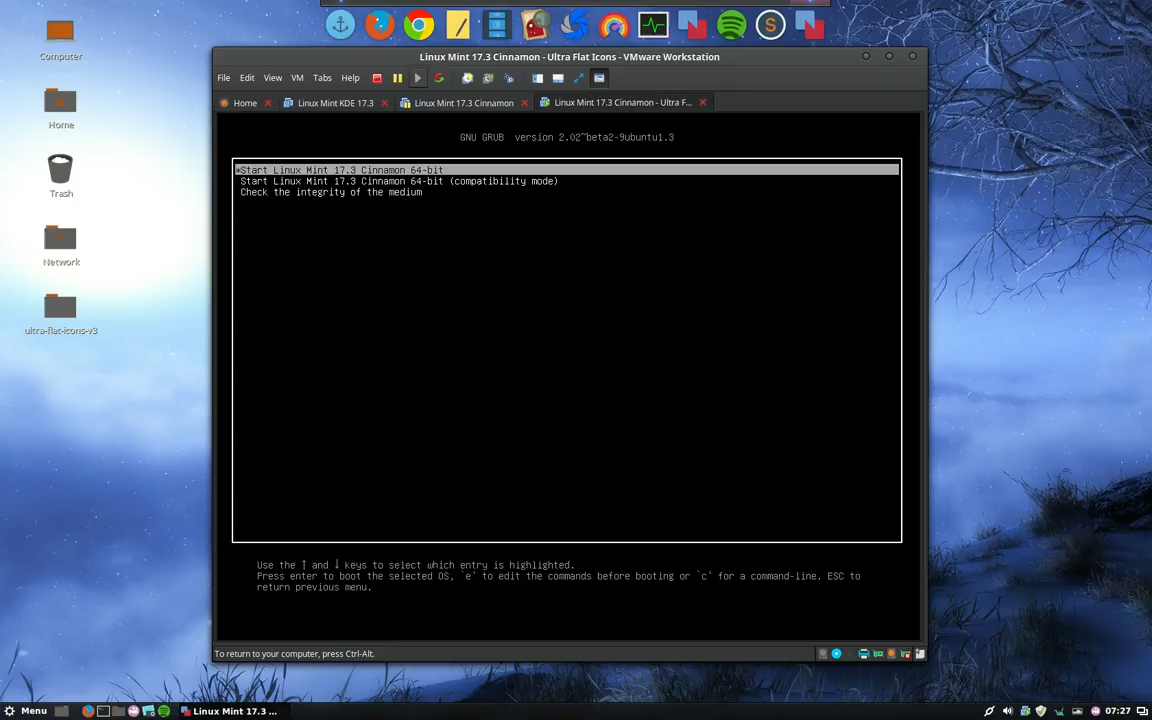 Computer
Home
Trash
Network
ultra-flat-icons-v3
Linux Mint 17.3 Cinnamon - Ultra Flat Icons - VMware Workstation
File Edit View VM Tabs Help
Home
Linux Mint KDE 17.3
Linux Mint 17.3 Cinnamon
Linux Mint 17.3 Cinnamon - Ultra F...
GNU GRUB version 2.02~beta2-9ubuntu1.3
*Start Linux Mint 17.3 Cinnamon 64-bit
Start Linux Mint 17.3 Cinnamon 64-bit (compatibility mode)
Check the integrity of the medium
Use the ↑ and ↓ keys to select which entry is highlighted.
Press enter to boot the selected OS, `e' to edit the commands before booting or `c' for a command-line. ESC to
return previous menu.
To return to your computer, press Ctrl-Alt.
Menu
Linux Mint 17.3 ...
07:27